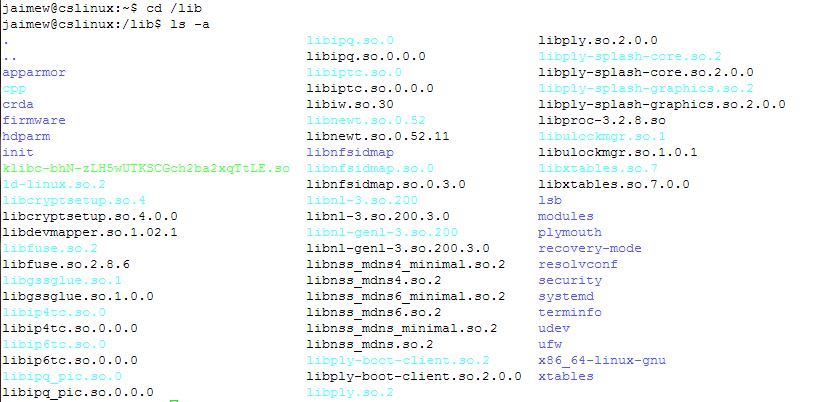 jaimew@cslinux:~$ cd /lib
jaimew@cslinux:/lib$ ls -a
. libipq.so.0 libply.so.2.0.0
.. libipq.so.0.0.0 libply-splash-core.so.2
apparmor libiptc.so.0 libply-splash-core.so.2.0.0
cpp libiptc.so.0.0.0 libply-splash-graphics.so.2
crda libiw.so.30 libply-splash-graphics.so.2.0.0
firmware libnewt.so.0.52 libproc-3.2.8.so
hdparm libnewt.so.0.52.11 libulockmgr.so.1
init libnfsidmap libulockmgr.so.1.0.1
klibc-bhN-zLH5wUTKSCGch2ba2xqTtLE.so libnfsidmap.so.0 libxtables.so.7
ld-linux.so.2 libnfsidmap.so.0.3.0 libxtables.so.7.0.0
libcryptsetup.so.4 libnl-3.so.200 lsb
libcryptsetup.so.4.0.0 libnl-3.so.200.3.0 modules
libdevmapper.so.1.02.1 libnl-genl-3.so.200 plymouth
libfuse.so.2 libnl-genl-3.so.200.3.0 recovery-mode
libfuse.so.2.8.6 libnss_mdns4_minimal.so.2 resolvconf
libgssglue.so.1 libnss_mdns4.so.2 security
libgssglue.so.1.0.0 libnss_mdns6_minimal.so.2 systemd
libip4tc.so.0 libnss_mdns6.so.2 terminfo
libip4tc.so.0.0.0 libnss_mdns_minimal.so.2 udev
libip6tc.so.0 libnss_mdns.so.2 ufw
libip6tc.so.0.0.0 libply-boot-client.so.2 x86_64-linux-gnu
libipq_pic.so.0 libply-boot-client.so.2.0.0 xtables
libipq_pic.so.0.0.0 libply.so.2